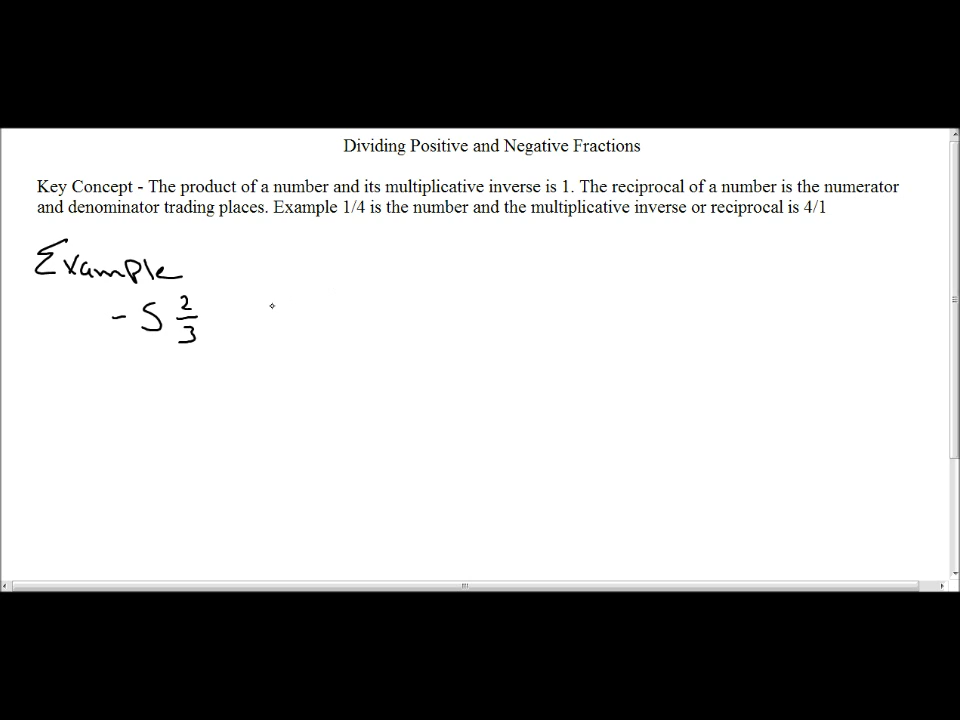 Dividing Positive and Negative Fractions
Key Concept - The product of a number and its multiplicative inverse is 1. The reciprocal of a number is the numerator
and denominator trading places. Example 1/4 is the number and the multiplicative inverse or reciprocal is 4/1
Example
- 5 2/3